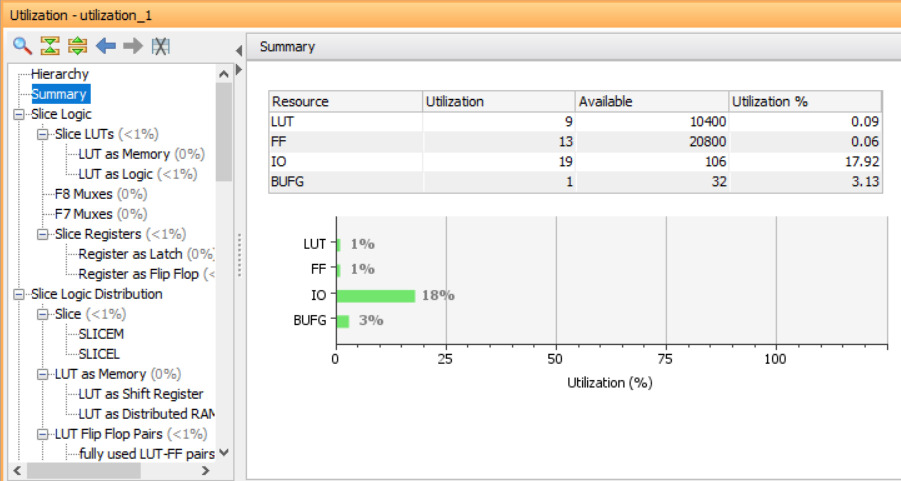 Utilization - utilization_1
Hierarchy
Summary
Slice Logic
Slice LUTs (<1%)
LUT as Memory (0%)
LUT as Logic (<1%)
F8 Muxes (0%)
F7 Muxes (0%)
Slice Registers (<1%)
Register as Latch (0%
Register as Flip Flop (<
Slice Logic Distribution
Slice (<1%)
SLICEM
SLICEL
LUT as Memory (0%)
LUT as Shift Register
LUT as Distributed RAM
LUT Flip Flop Pairs (<1%)
fully used LUT-FF pairs
Summary
Resource Utilization Available Utilization %
LUT 9 10400 0.09
FF 13 20800 0.06
IO 19 106 17.92
BUFG 1 32 3.13
LUT 1%
FF 1%
IO 18%
BUFG 3%
0 25 50 75 100
Utilization (%)